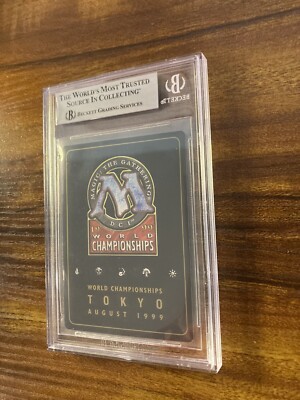 THE WORLD'S MOST TRUSTED
SOURCE IN COLLECTING
BECKETT GRADING SERVICES
BECKETT
MAGIC: THE GATHERING
M
DCI
WORLD
CHAMPIONSHIPS
WORLD CHAMPIONSHIPS
TOKYO
AUGUST 1999